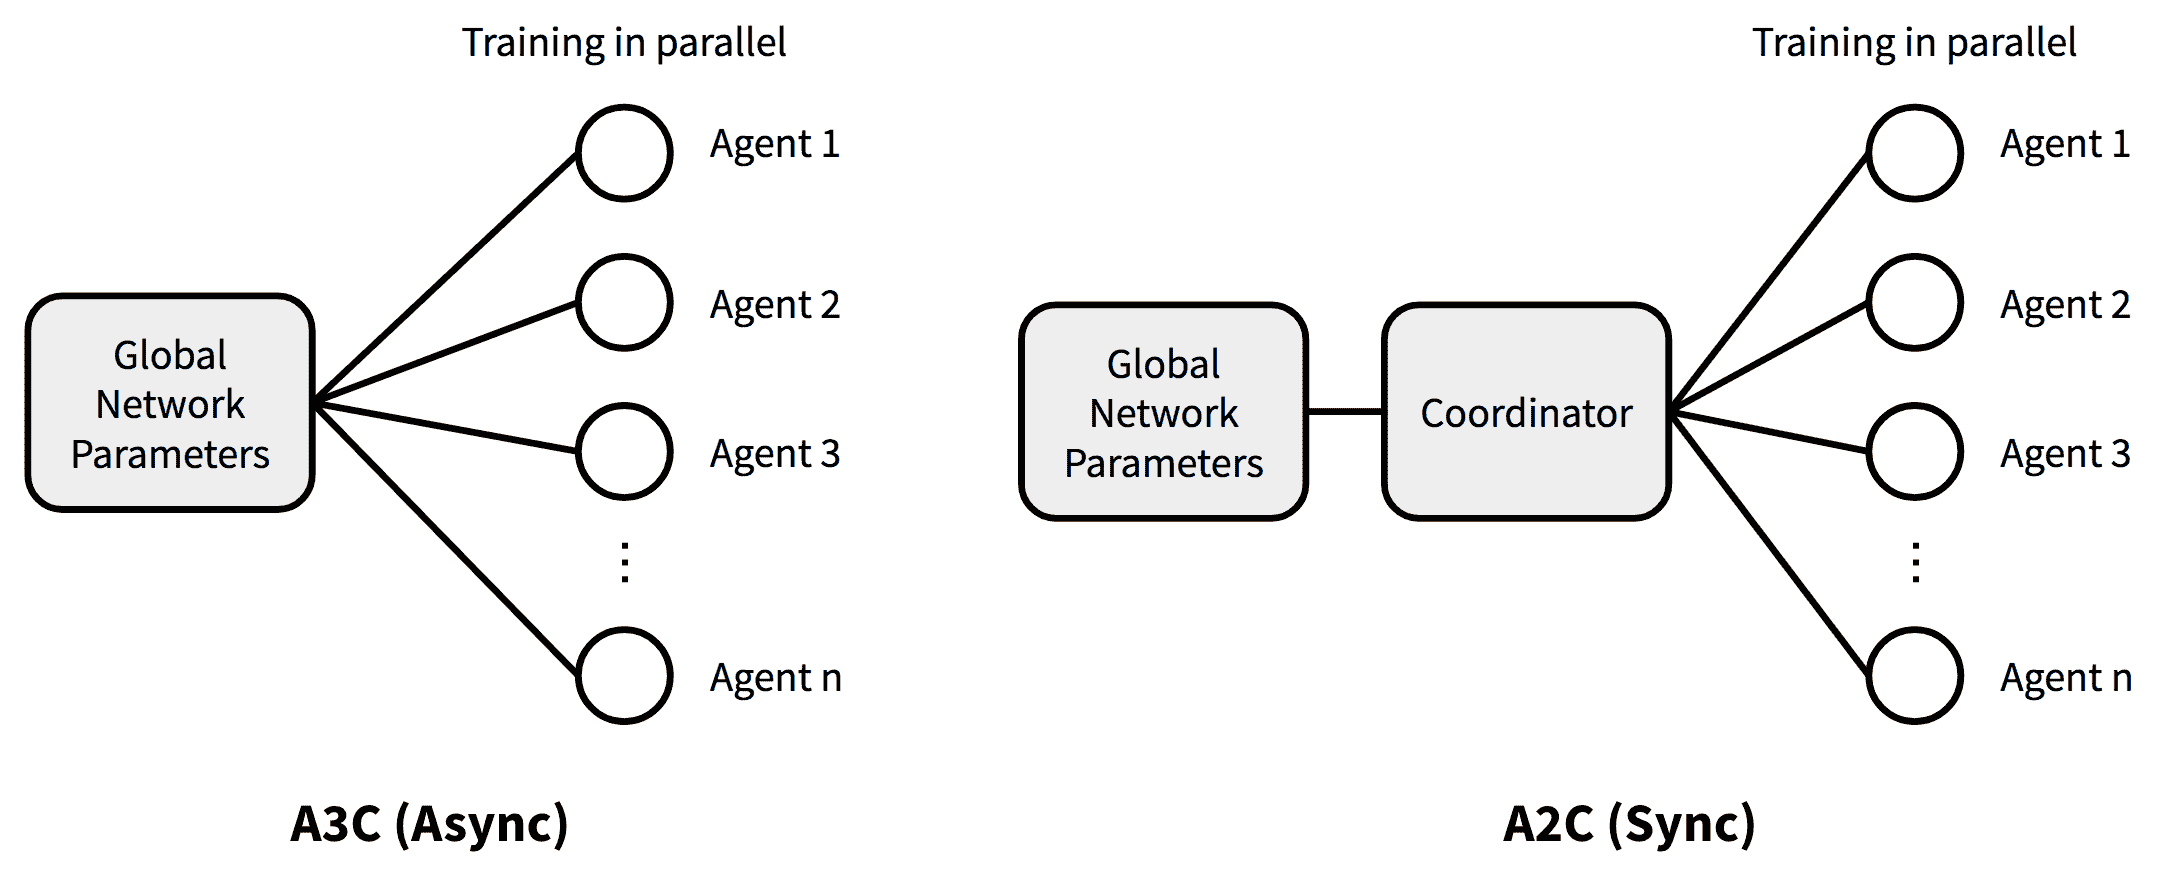 Training in parallel
Agent 1
Agent 2
Global
Network
Parameters
Agent 3
Agent n
A3C (Async)
Training in parallel
Agent 1
Agent 2
Global
Network
Parameters
Coordinator
Agent 3
Agent n
A2C (Sync)